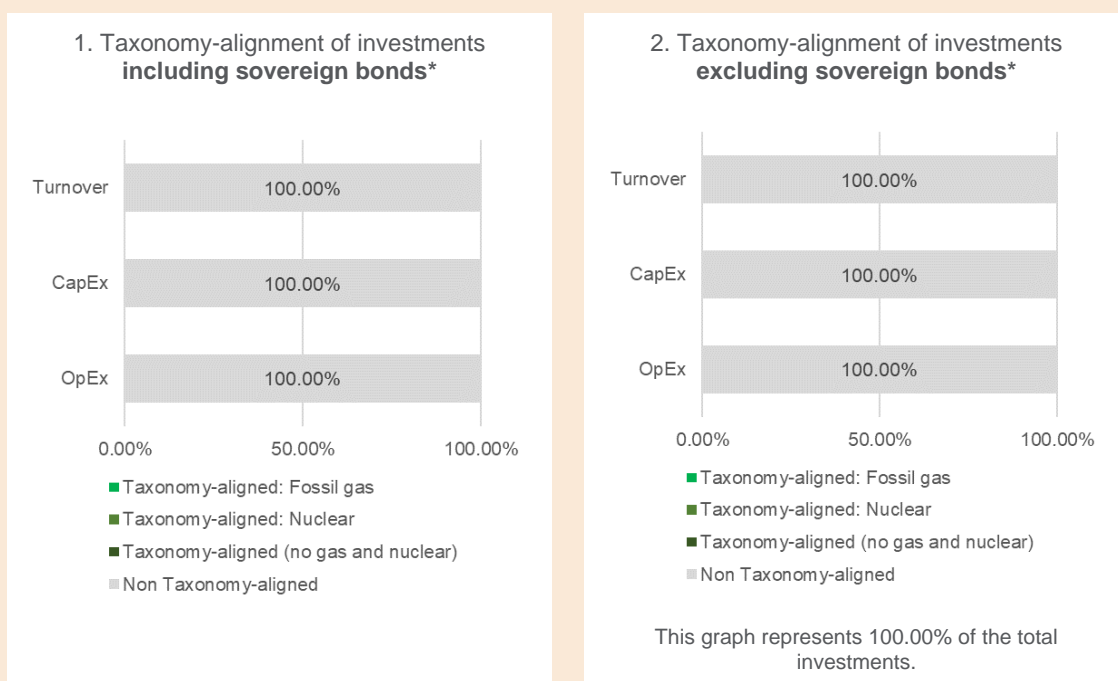 1. Taxonomy-alignment of investments
including sovereign bonds*
Turnover
100.00%
CapEx
100.00%
OpEx
100.00%
0.00%
50.00%
100.00%
Taxonomy-aligned: Fossil gas
Taxonomy-aligned: Nuclear
Taxonomy-aligned (no gas and nuclear)
Non Taxonomy-aligned
2. Taxonomy-alignment of investments
excluding sovereign bonds*
Turnover
100.00%
CapEx
100.00%
OpEx
100.00%
0.00%
50.00%
100.00%
Taxonomy-aligned: Fossil gas
Taxonomy-aligned: Nuclear
Taxonomy-aligned (no gas and nuclear)
Non Taxonomy-aligned
This graph represents 100.00% of the total
investments.